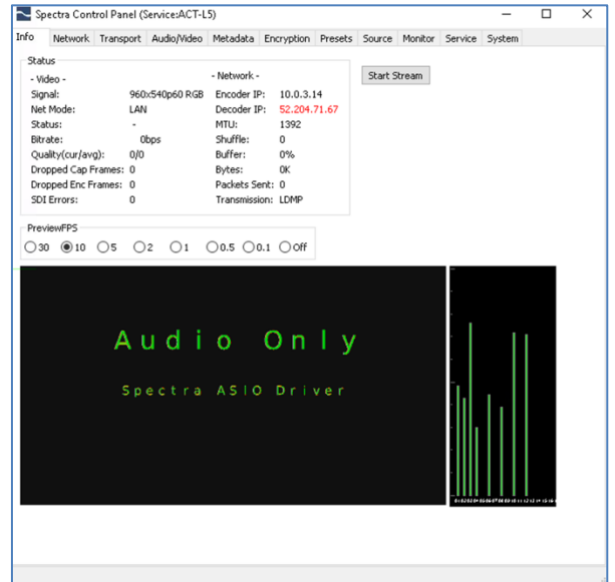 Spectra Control Panel (Service:ACT-L5)
Info Network Transport Audio/Video Metadata Encryption Presets Source Monitor Service System
Status
- Video -
Signal: 960x540p60 RGB
Net Mode: LAN
Status: -
Bitrate: 0bps
Quality(cur/avg): 0/0
Dropped Cap Frames: 0
Dropped Enc Frames: 0
SDI Errors: 0
- Network -
Encoder IP: 10.0.3.14
Decoder IP: 52.204.71.67
MTU: 1392
Shuffle: 0
Buffer: 0%
Bytes: 0K
Packets Sent: 0
Transmission: LDMP
Start Stream
PreviewFPS
30 10 5 2 1 0.5 0.1 Off
Audio Only
Spectra ASIO Driver